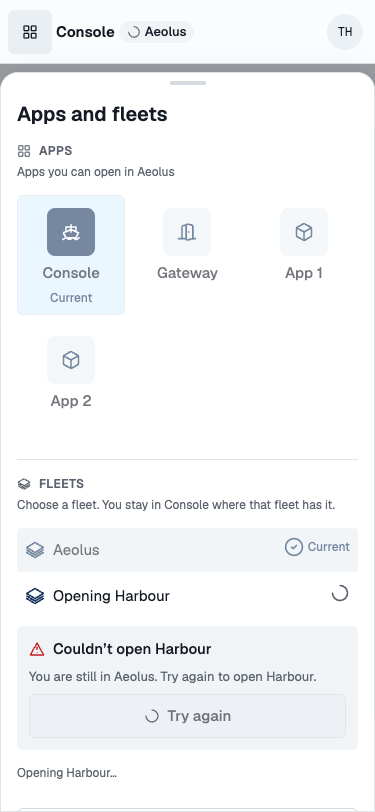 Console Aeolus TH
Apps and fleets
APPS
Apps you can open in Aeolus
Console Gateway App 1
Current
App 2
FLEETS
Choose a fleet. You stay in Console where that fleet has it.
Aeolus Current
Opening Harbour
Couldn’t open Harbour
You are still in Aeolus. Try again to open Harbour.
Try again
Opening Harbour…